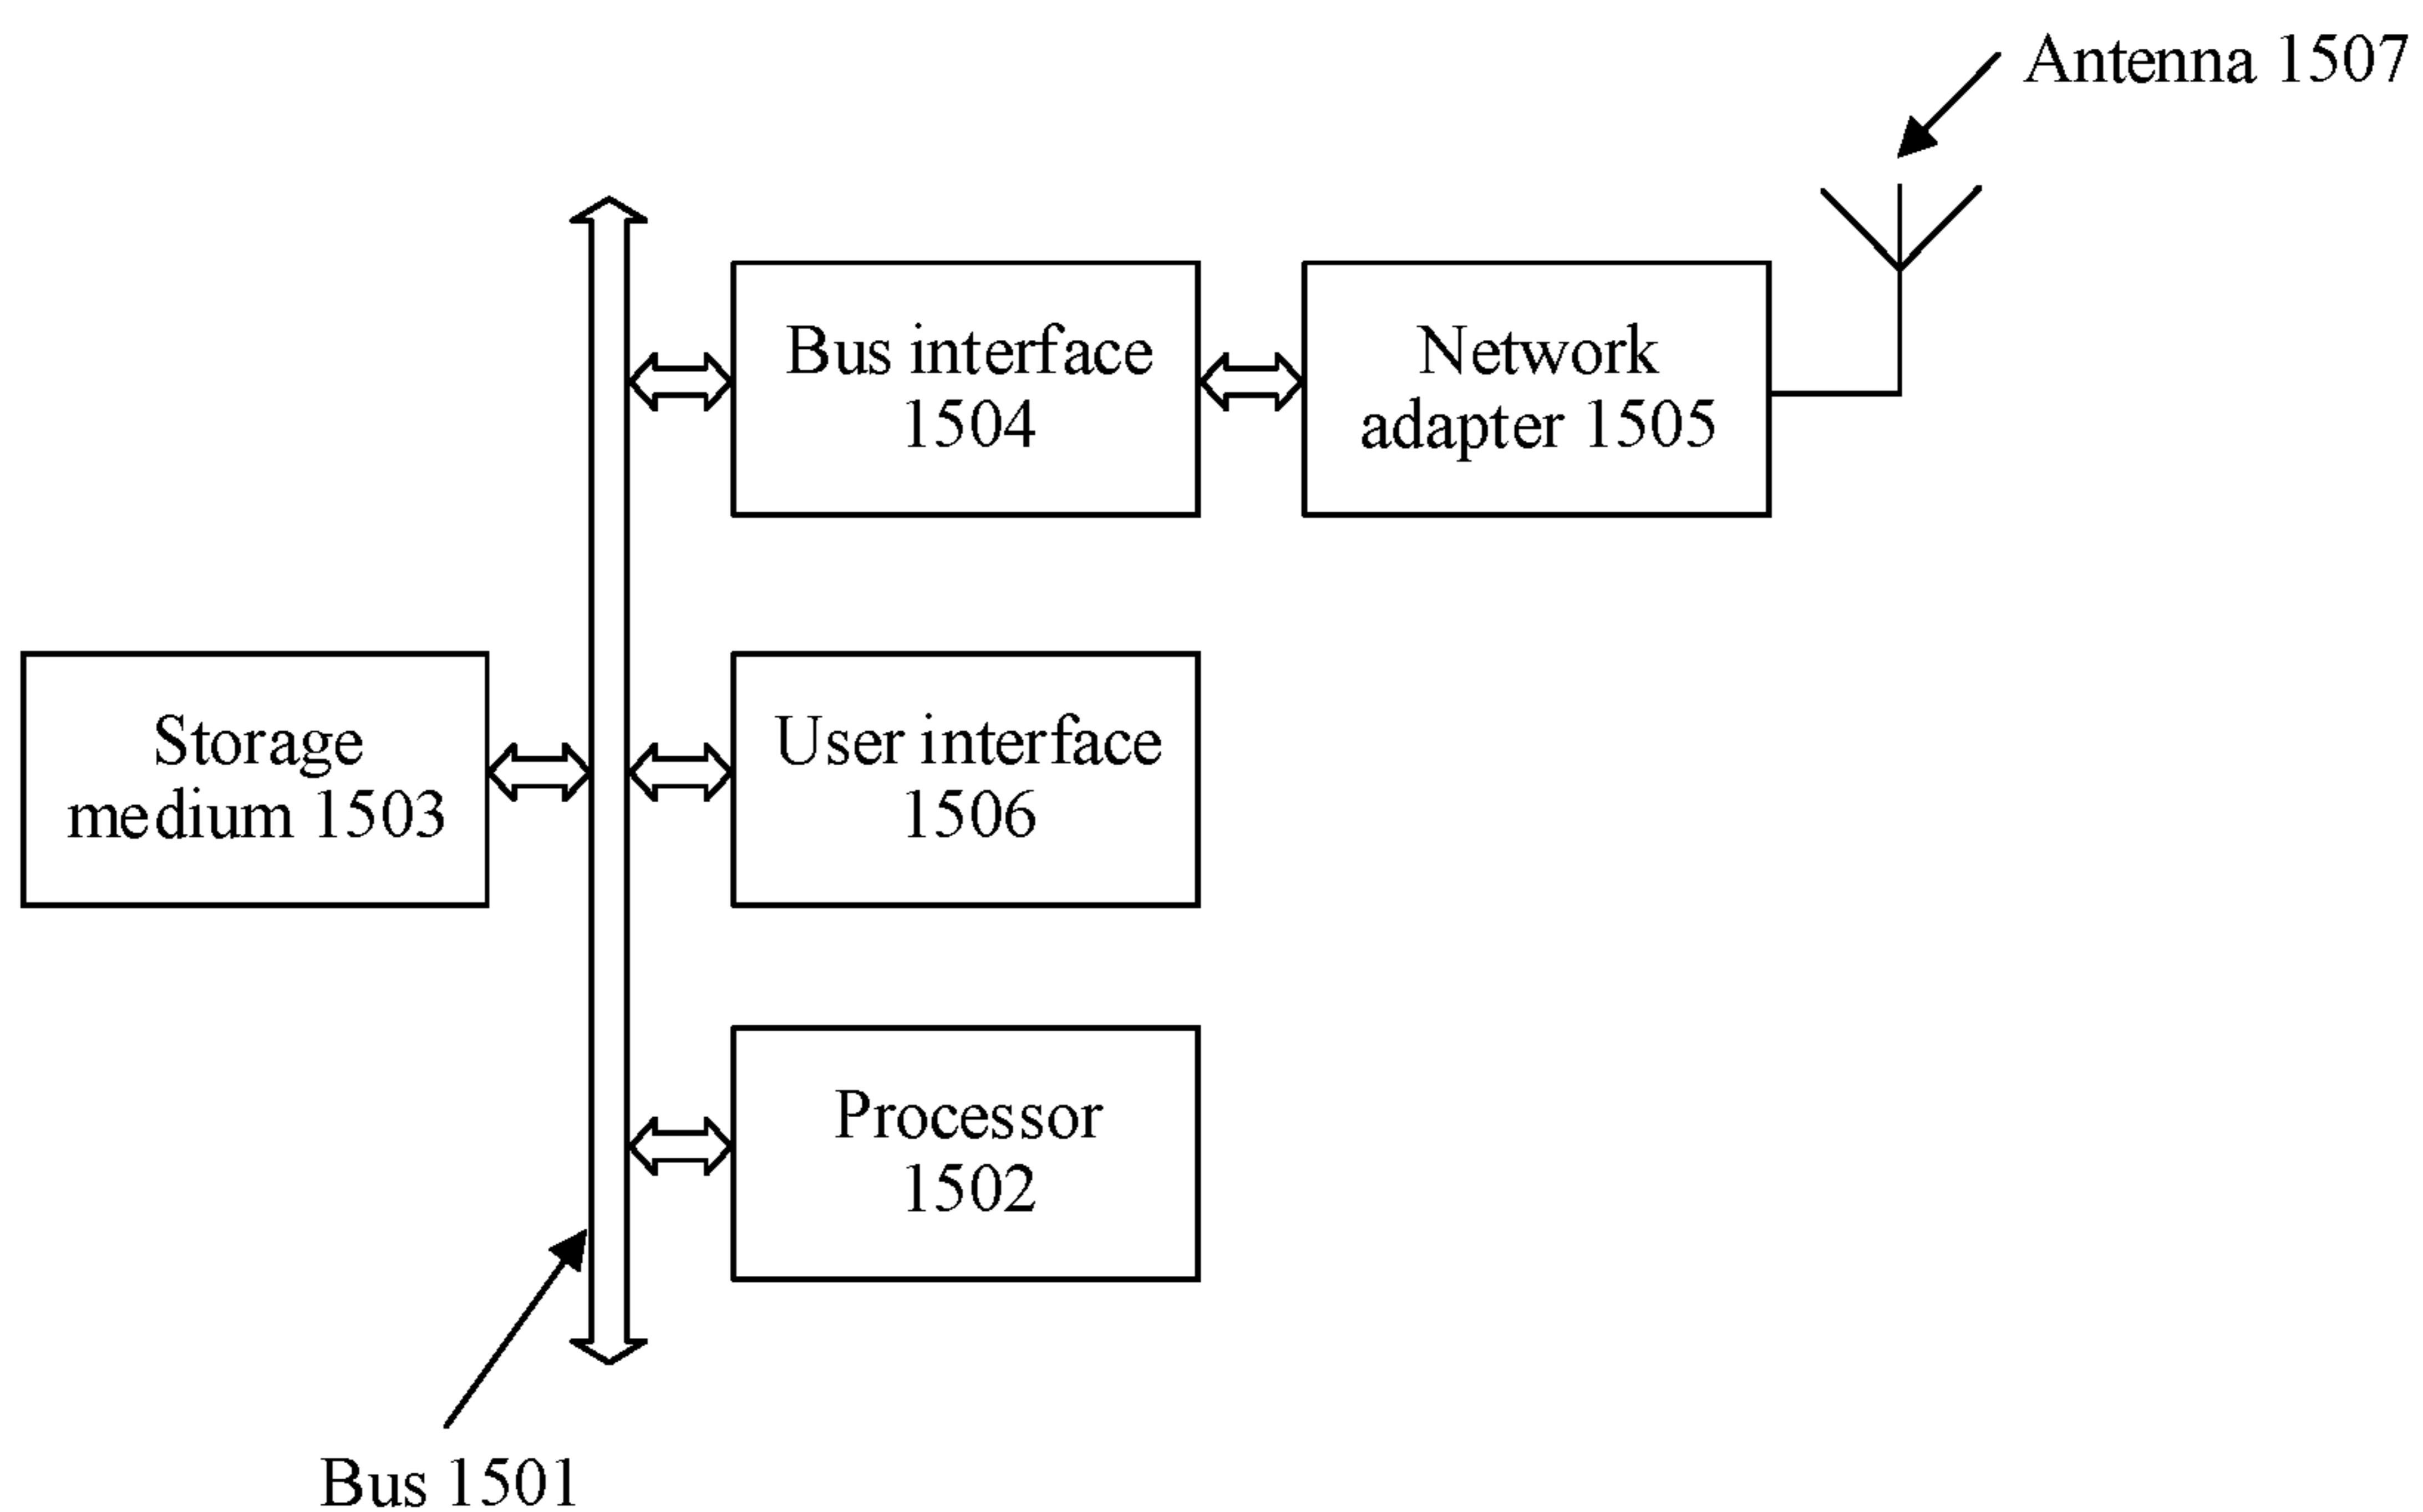 Antenna 1507
Bus interface
1504
Network
adapter 1505
Storage
medium 1503
User interface
1506
Processor
1502
Bus 1501